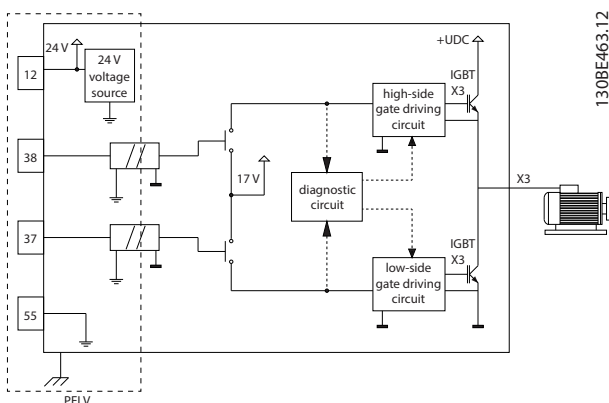 130BE463.12
+UDC
24 V
12
24 V
voltage
source
IGBT
X3
high-side
gate driving
circuit
38
17 V
diagnostic
circuit
X3
37
IGBT
X3
low-side
gate driving
circuit
55
PELV